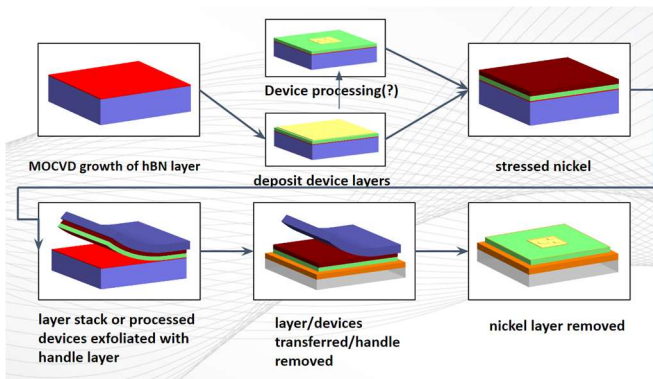 Device processing(?)
MOCVD growth of hBN layer
deposit device layers
stressed nickel
layer stack or processed
devices exfoliated with
handle layer
layer/devices
transferred/handle
removed
nickel layer removed